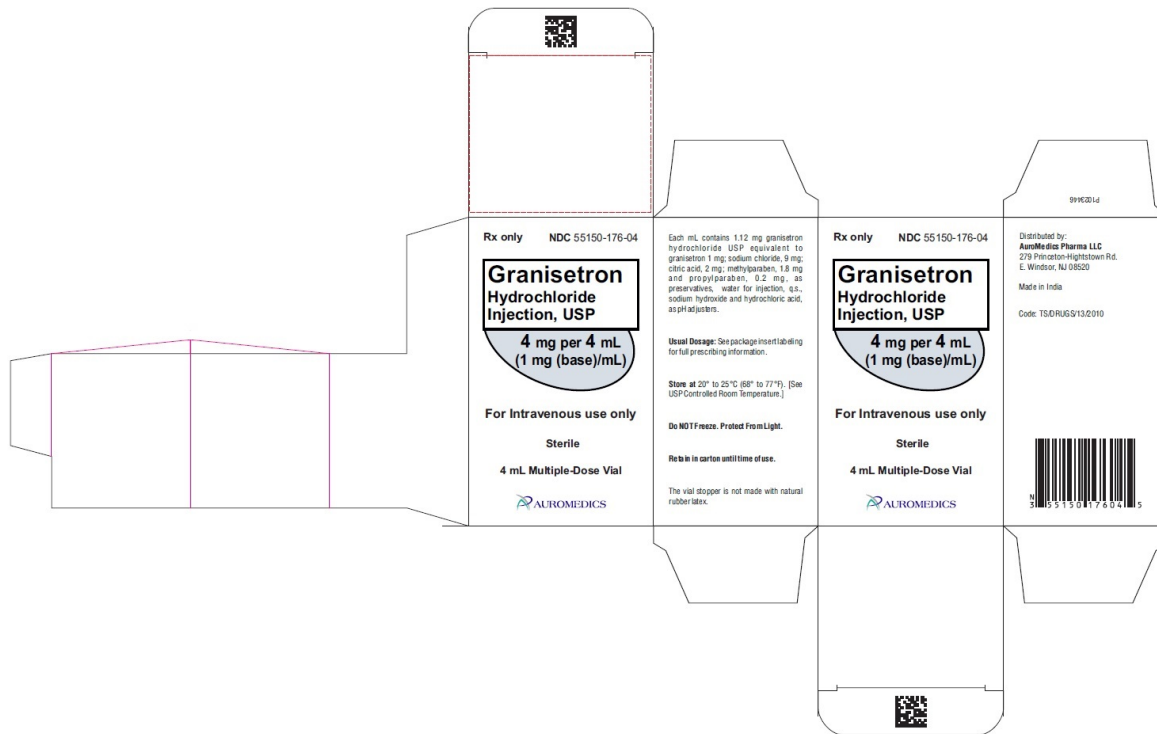 Rx only NDC 55150-176-04
Granisetron
Hydrochloride
Injection, USP
4 mg per 4 mL
(1 mg (base)/mL)
For Intravenous use only
Sterile
4 mL Multiple-Dose Vial
AUROMEDICS
Each mL contains 1.12 mg granisetron
hydrochloride USP equivalent to
granisetron 1 mg; sodium chloride, 9 mg;
citric acid, 2 mg; methylparaben, 1.8 mg
and propylparaben, 0.2 mg, as
preservatives, water for injection, q.s.,
sodium hydroxide and hydrochloric acid,
as pH adjusters.
Usual Dosage: See package insert labeling
for full prescribing information.
Store at 20° to 25°C (68° to 77°F). [See
USP Controlled Room Temperature.]
Do NOT Freeze. Protect From Light.
Retain in carton until time of use.
The vial stopper is not made with natural
rubber latex.
Rx only NDC 55150-176-04
Granisetron
Hydrochloride
Injection, USP
4 mg per 4 mL
(1 mg (base)/mL)
For Intravenous use only
Sterile
4 mL Multiple-Dose Vial
AUROMEDICS
P1023446
Distributed by:
AuroMedics Pharma LLC
279 Princeton-Hightstown Rd.
E. Windsor, NJ 08520
Made in India
Code: TS/DRUGS/13/2010
N
3 55150 17604 5